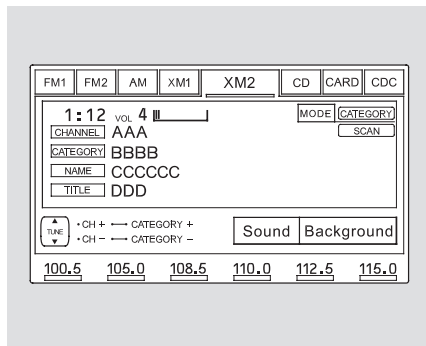 FM1 FM2 AM XM1 XM2 CD CARD CDC
1:12 VOL 4 MODE CATEGORY
CHANNEL AAA SCAN
CATEGORY BBBB
NAME CCCCCC
TITLE DDD
TUNE •CH + ⟷ CATEGORY +
•CH − ⟷ CATEGORY −
Sound Background
100.5 105.0 108.5 110.0 112.5 115.0